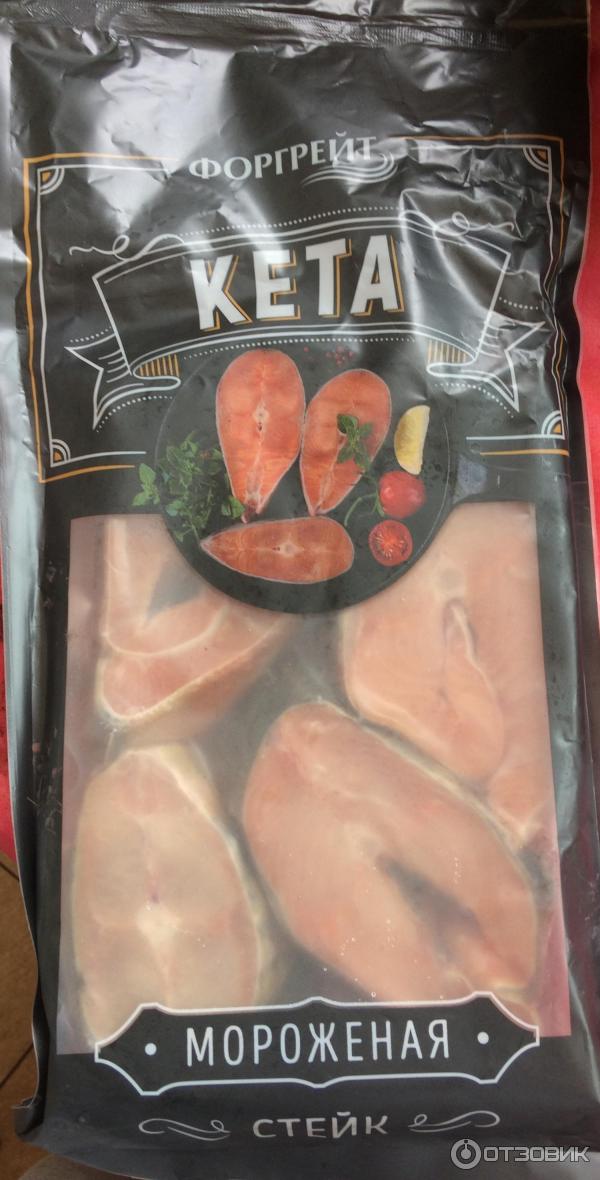 ФОРГРЕЙТ
КЕТА
• МОРОЖЕНАЯ •
СТЕЙК
ОТЗОВИК